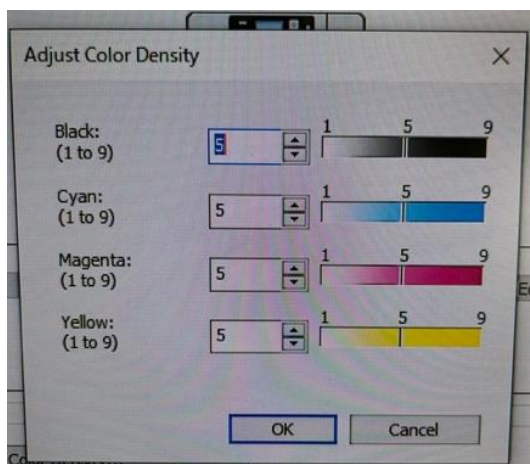 Adjust Color Density
Black:
(1 to 9)
5
1 5 9
Cyan:
(1 to 9)
5
1 5 9
Magenta:
(1 to 9)
5
1 5 9
Yellow:
(1 to 9)
5
1 5 9
OK Cancel